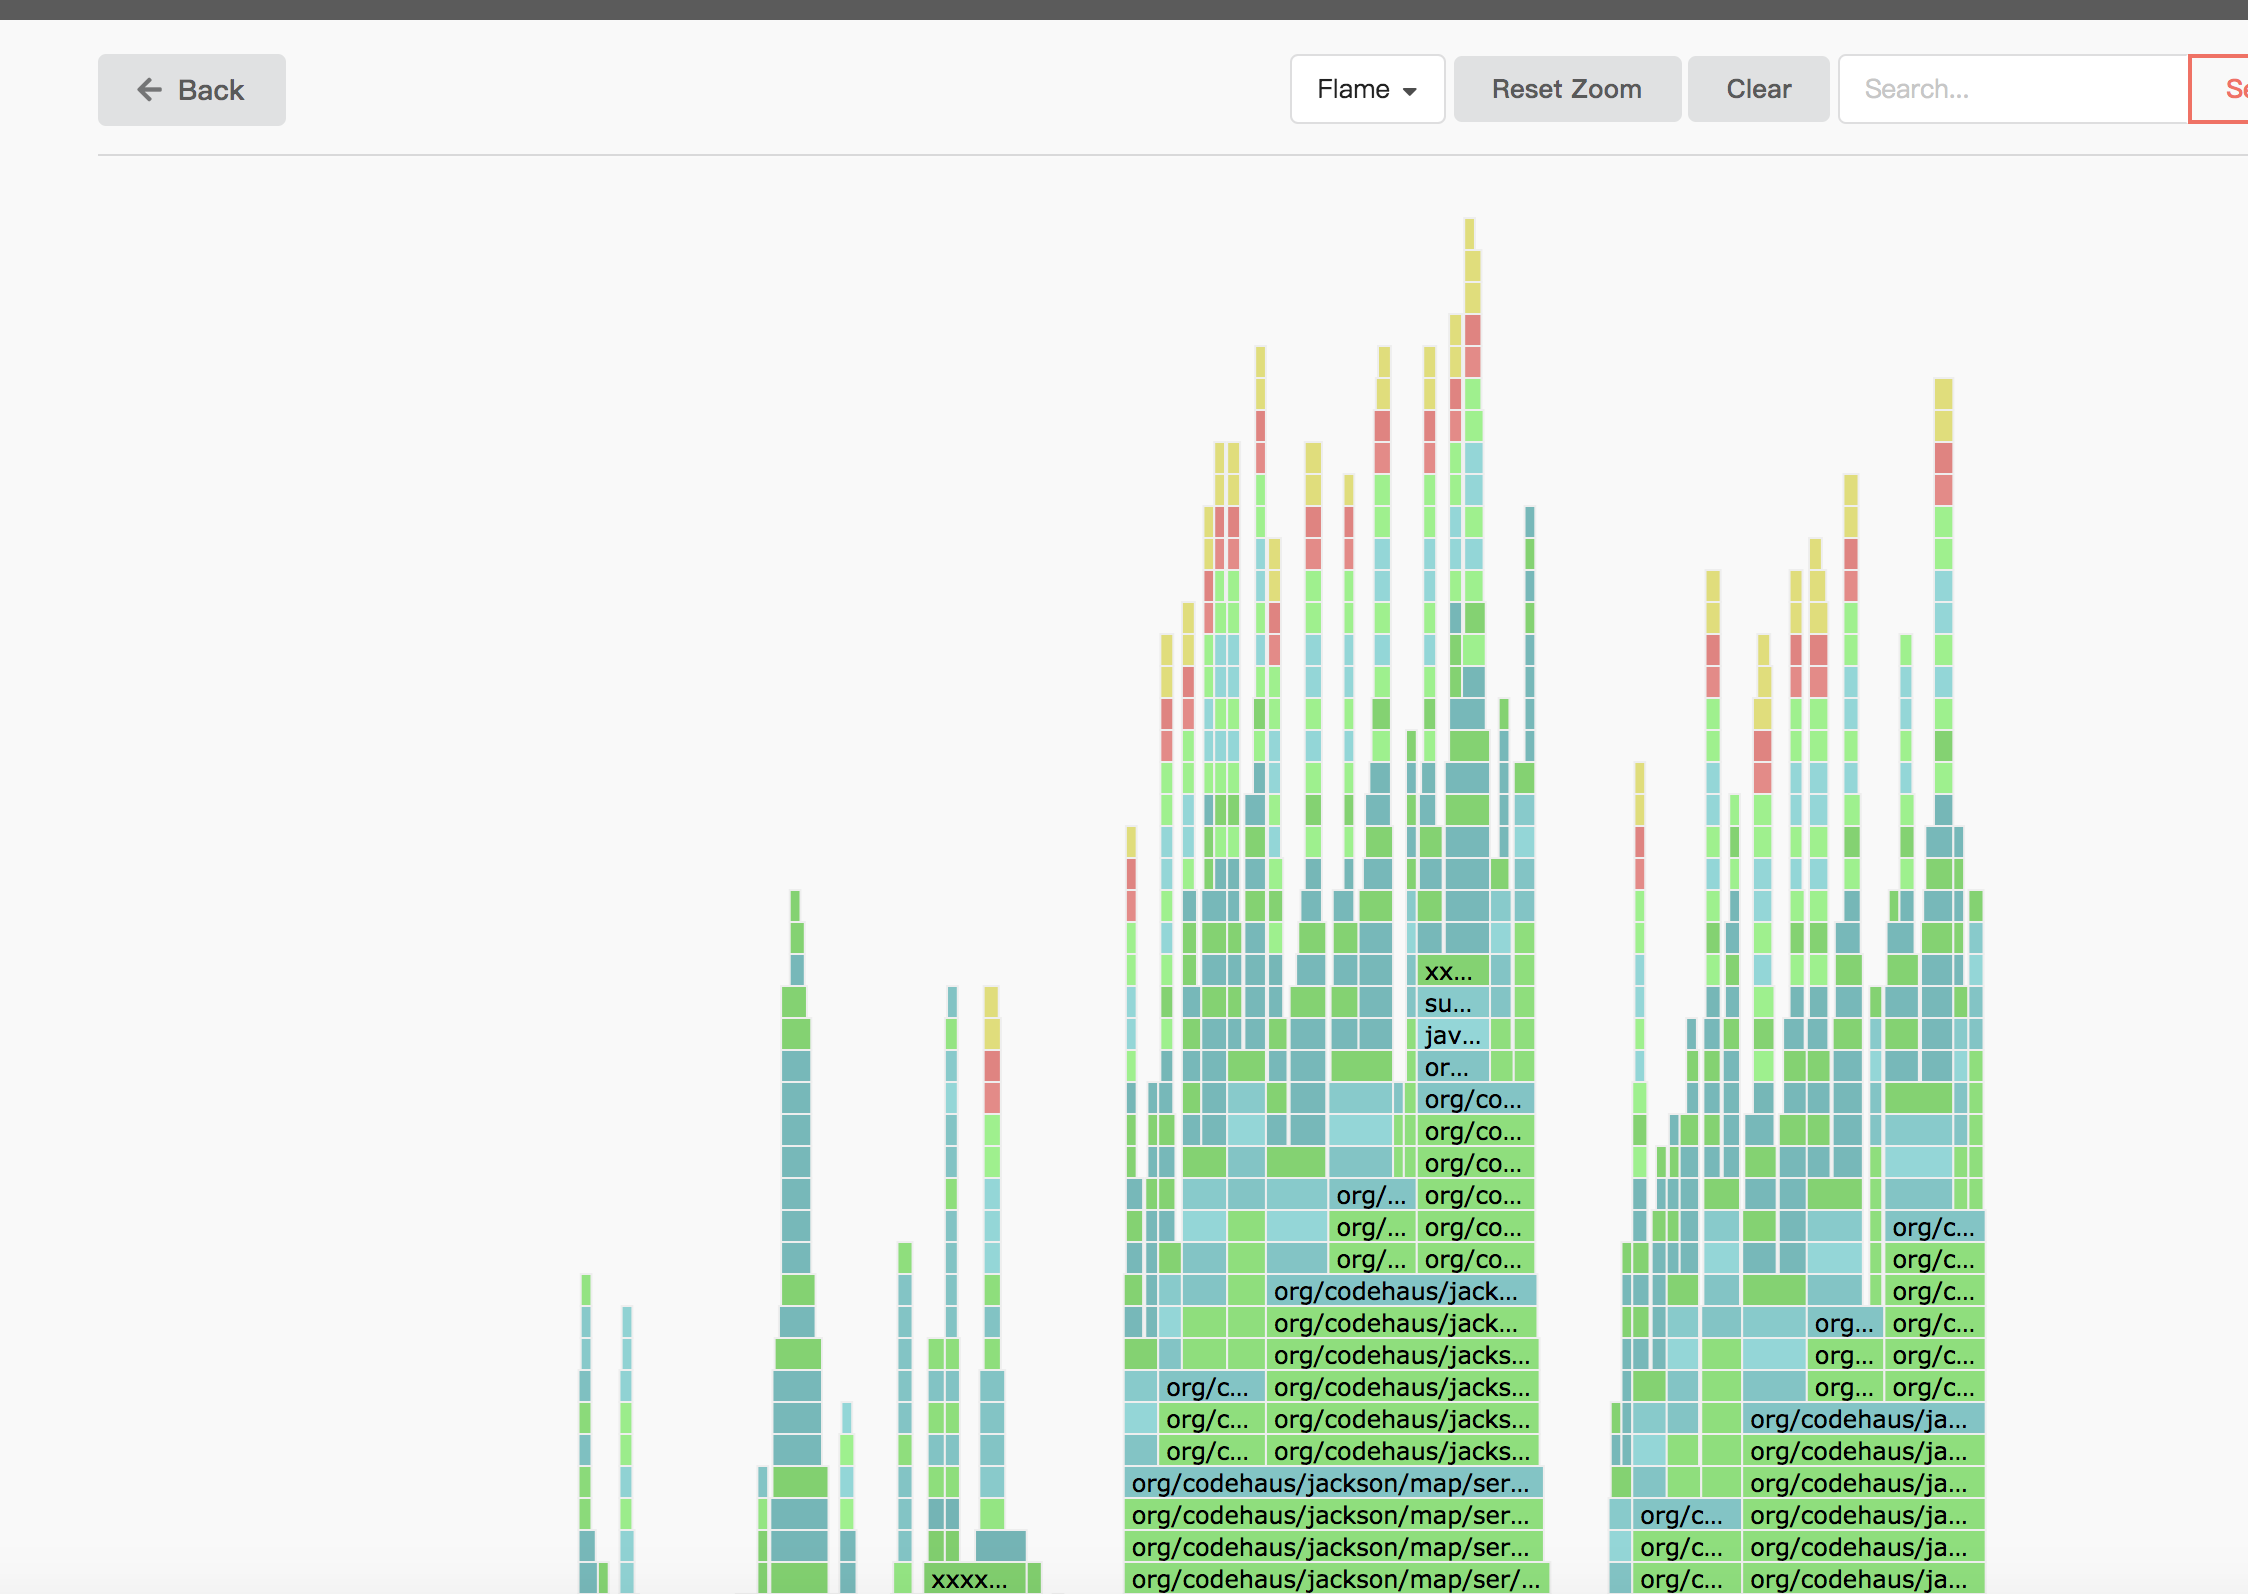 Back Flame Reset Zoom Clear Search... Se
xx...
su...
jav...
or...
org/co...
org/co...
org/co...
org/... org/co...
org/... org/co... org/c...
org/... org/co... org/c...
org/codehaus/jack... org/c...
org/codehaus/jack... org... org/c...
org/codehaus/jacks... org... org/c...
org/c... org/codehaus/jacks... org... org/c...
org/c... org/codehaus/jacks... org/codehaus/ja...
org/c... org/codehaus/jacks... org/codehaus/ja...
org/codehaus/jackson/map/ser... org/codehaus/ja...
org/codehaus/jackson/map/ser... org/c... org/codehaus/ja...
org/codehaus/jackson/map/ser... org/c... org/codehaus/ja...
xxxx... org/codehaus/jackson/map/ser/... org/c... org/codehaus/ja...